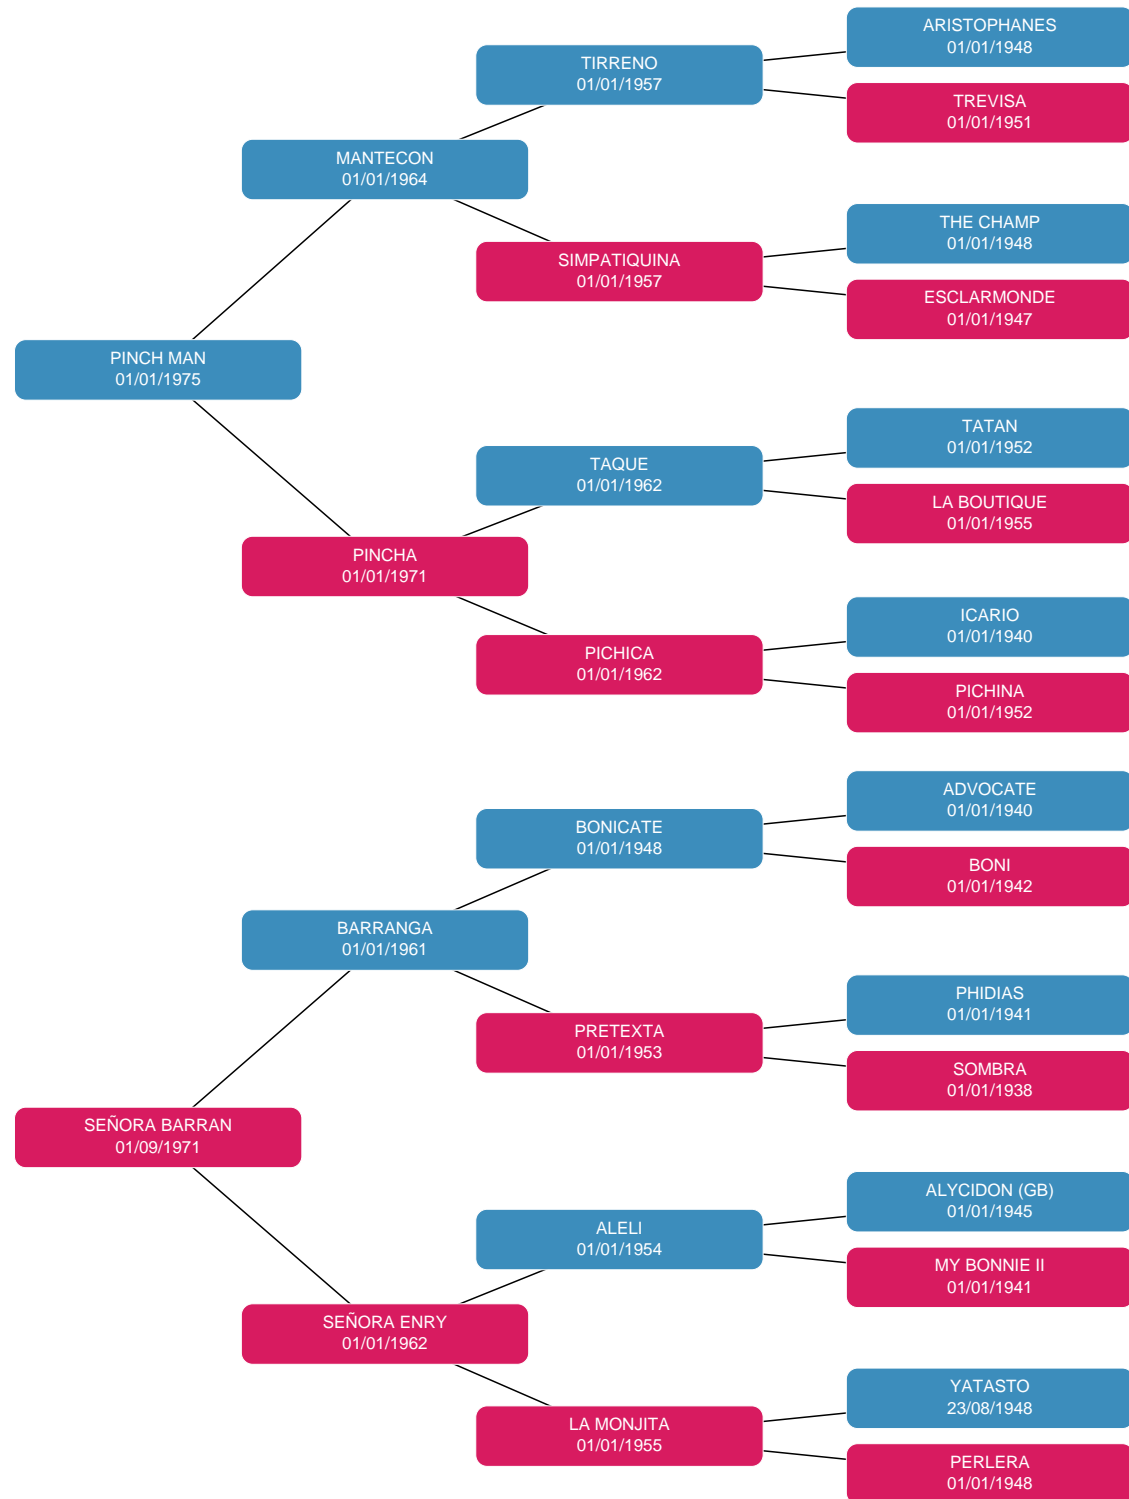 ARISTOPHANES
01/01/1948
TIRRENO
01/01/1957
TREVISA
01/01/1951
MANTECON
01/01/1964
THE CHAMP
01/01/1948
SIMPATIQUINA
01/01/1957
ESCLARMONDE
01/01/1947
PINCH MAN
01/01/1975
TATAN
01/01/1952
TAQUE
01/01/1962
LA BOUTIQUE
01/01/1955
PINCHA
01/01/1971
ICARIO
01/01/1940
PICHICA
01/01/1962
PICHINA
01/01/1952
ADVOCATE
01/01/1940
BONICATE
01/01/1948
BONI
01/01/1942
BARRANGA
01/01/1961
PHIDIAS
01/01/1941
PRETEXTA
01/01/1953
SOMBRA
01/01/1938
SEÑORA BARRAN
01/09/1971
ALYCIDON (GB)
01/01/1945
ALELI
01/01/1954
MY BONNIE II
01/01/1941
SEÑORA ENRY
01/01/1962
YATASTO
23/08/1948
LA MONJITA
01/01/1955
PERLERA
01/01/1948